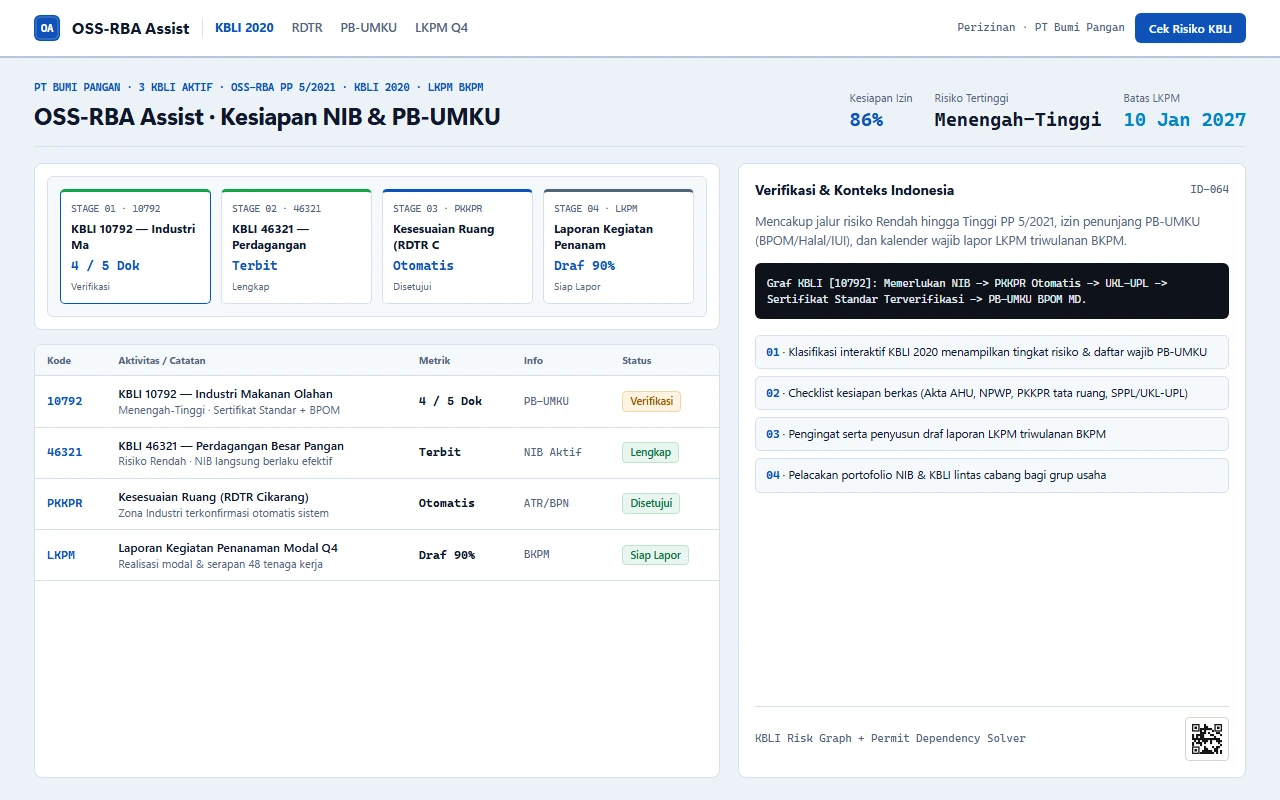 OA OSS-RBA Assist KBLI 2020 RDTR PB-UMKU LKPM Q4 Perizinan · PT Bumi Pangan Cek Risiko KBLI
PT BUMI PANGAN · 3 KBLI AKTIF · OSS-RBA PP 5/2021 · KBLI 2020 · LKPM BKPM
OSS-RBA Assist · Kesiapan NIB & PB-UMKU
Kesiapan Izin
86%
Risiko Tertinggi
Menengah-Tinggi
Batas LKPM
10 Jan 2027
STAGE 01 · 10792
KBLI 10792 — Industri
Ma
4 / 5 Dok
Verifikasi
STAGE 02 · 46321
KBLI 46321 —
Perdagangan
Terbit
Lengkap
STAGE 03 · PKKPR
Kesesuaian Ruang
(RDTR C
Otomatis
Disetujui
STAGE 04 · LKPM
Laporan Kegiatan
Penanam
Draf 90%
Siap Lapor
Kode Aktivitas / Catatan Metrik Info Status
10792 KBLI 10792 — Industri Makanan Olahan 4 / 5 Dok PB-UMKU Verifikasi
Menengah-Tinggi · Sertifikat Standar + BPOM
46321 KBLI 46321 — Perdagangan Besar Pangan Terbit NIB Aktif Lengkap
Risiko Rendah · NIB langsung berlaku efektif
PKKPR Kesesuaian Ruang (RDTR Cikarang) Otomatis ATR/BPN Disetujui
Zona Industri terkonfirmasi otomatis sistem
LKPM Laporan Kegiatan Penanaman Modal Q4 Draf 90% BKPM Siap Lapor
Realisasi modal & serapan 48 tenaga kerja
Verifikasi & Konteks Indonesia ID-064
Mencakup jalur risiko Rendah hingga Tinggi PP 5/2021, izin penunjang PB-UMKU
(BPOM/Halal/IUI), dan kalender wajib lapor LKPM triwulanan BKPM.
Graf KBLI [10792]: Memerlukan NIB -> PKKPR Otomatis -> UKL-UPL ->
Sertifikat Standar Terverifikasi -> PB-UMKU BPOM MD.
01 · Klasifikasi interaktif KBLI 2020 menampilkan tingkat risiko & daftar wajib PB-UMKU
02 · Checklist kesiapan berkas (Akta AHU, NPWP, PKKPR tata ruang, SPPL/UKL-UPL)
03 · Pengingat serta penyusun draf laporan LKPM triwulanan BKPM
04 · Pelacakan portofolio NIB & KBLI lintas cabang bagi grup usaha
KBLI Risk Graph + Permit Dependency Solver